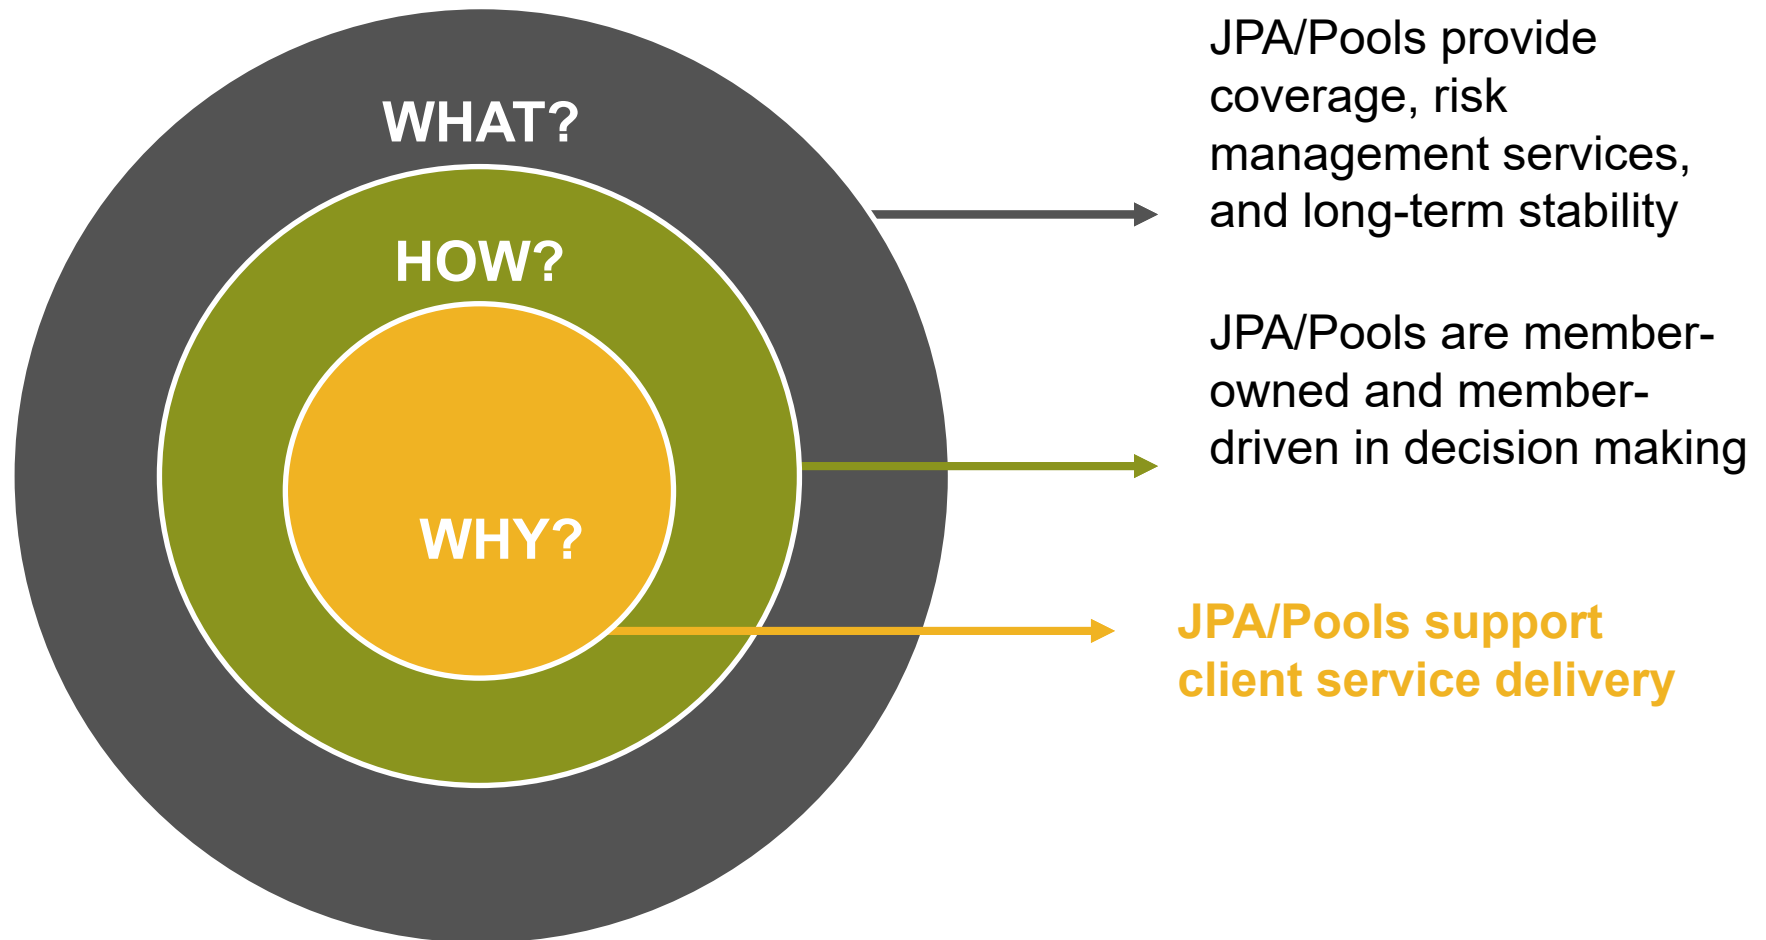 WHAT?
HOW?
WHY?
JPA/Pools provide
coverage, risk
management services,
and long-term stability
JPA/Pools are member-
owned and member-
driven in decision making
JPA/Pools support
client service delivery